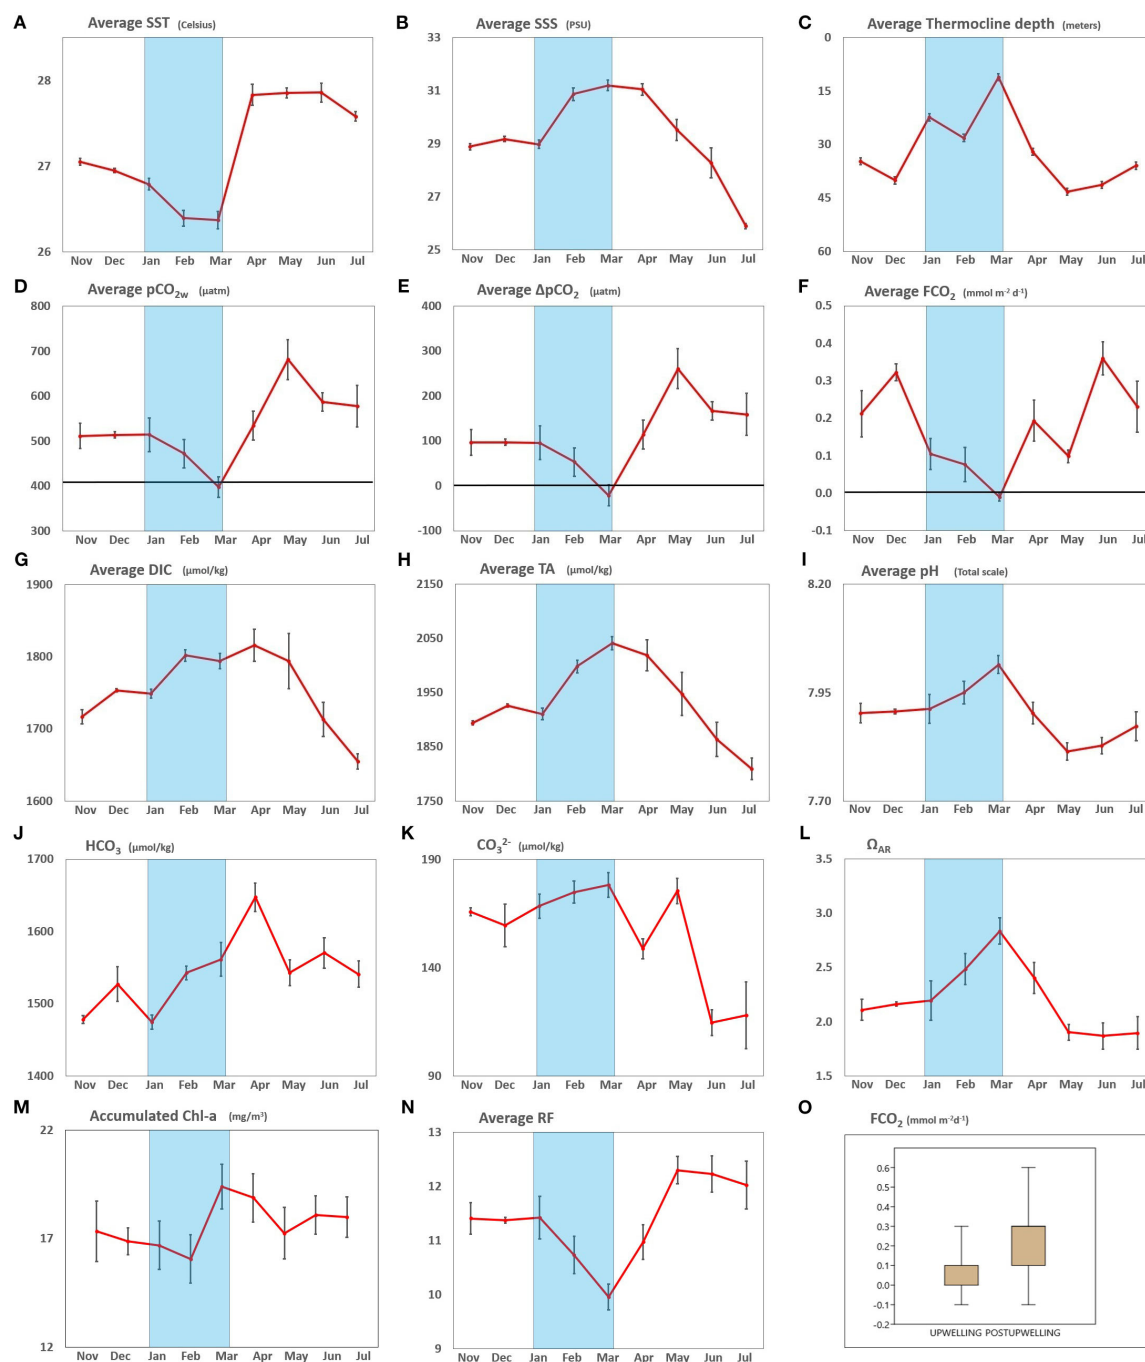 A Average SST (Celsius)
28
27
26
Nov Dec Jan Feb Mar Apr May Jun Jul
B Average SSS (PSU)
33
31
29
27
25
Nov Dec Jan Feb Mar Apr May Jun Jul
C Average Thermocline depth (meters)
0
15
30
45
60
Nov Dec Jan Feb Mar Apr May Jun Jul
D Average pCO₂w (µatm)
800
700
600
500
400
300
Nov Dec Jan Feb Mar Apr May Jun Jul
E Average ΔpCO₂ (µatm)
400
300
200
100
0
-100
Nov Dec Jan Feb Mar Apr May Jun Jul
F Average FCO₂ (mmol m⁻² d⁻¹)
0.5
0.4
0.3
0.2
0.1
0.0
-0.1
Nov Dec Jan Feb Mar Apr May Jun Jul
G Average DIC (µmol/kg)
1900
1800
1700
1600
Nov Dec Jan Feb Mar Apr May Jun Jul
H Average TA (µmol/kg)
2150
2050
1950
1850
1750
Nov Dec Jan Feb Mar Apr May Jun Jul
I Average pH (Total scale)
8.20
7.95
7.70
Nov Dec Jan Feb Mar Apr May Jun Jul
J HCO₃ (µmol/kg)
1700
1600
1500
1400
Nov Dec Jan Feb Mar Apr May Jun Jul
K CO₃²⁻ (µmol/kg)
190
140
90
Nov Dec Jan Feb Mar Apr May Jun Jul
L Ω_AR
3.5
3.0
2.5
2.0
1.5
Nov Dec Jan Feb Mar Apr May Jun Jul
M Accumulated Chl-a (mg/m³)
22
17
12
Nov Dec Jan Feb Mar Apr May Jun Jul
N Average RF
13
12
11
10
9
Nov Dec Jan Feb Mar Apr May Jun Jul
O FCO₂ (mmol m⁻²d⁻¹)
0.6
0.5
0.4
0.3
0.2
0.1
0.0
-0.1
-0.2
UPWELLING POSTUPWELLING